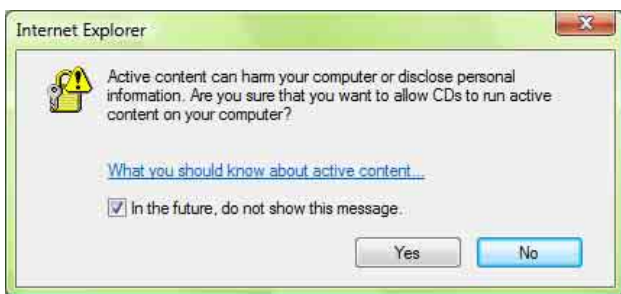 Internet Explorer
Active content can harm your computer or disclose personal
information. Are you sure that you want to allow CDs to run active
content on your computer?
What you should know about active content...
In the future, do not show this message.
Yes No